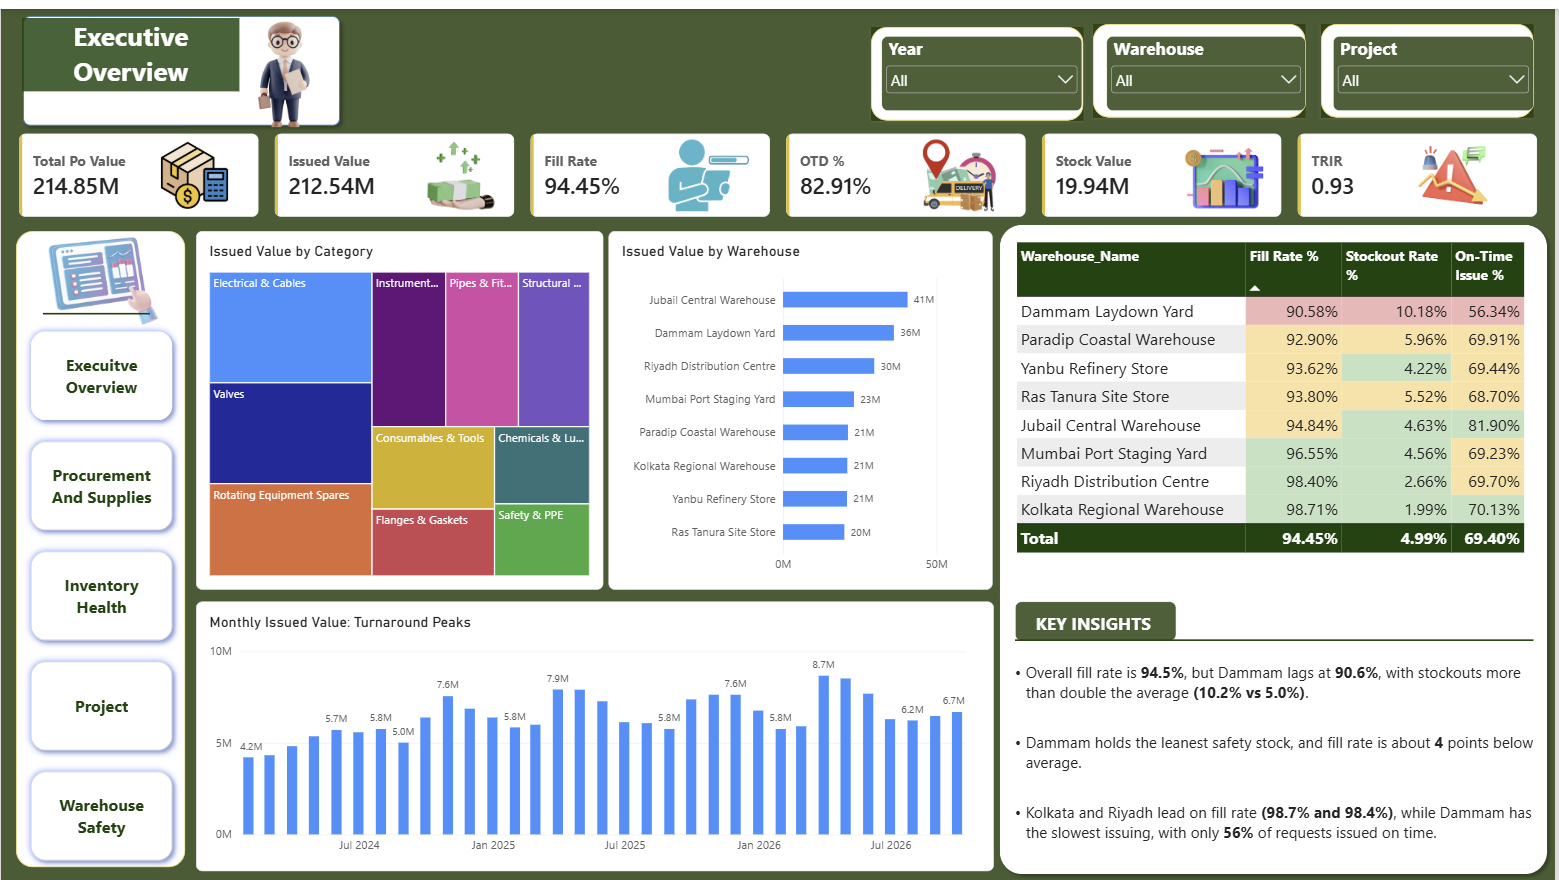 Executive
Overview
Year
All
Warehouse
All
Project
All
Total Po Value
214.85M
Issued Value
212.54M
Fill Rate
94.45%
OTD %
82.91%
DELIVERY
Stock Value
19.94M
TRIR
0.93
Execuitve
Overview
Procurement
And Supplies
Inventory
Health
Project
Warehouse
Safety
Issued Value by Category
Electrical & Cables
Instrument...
Pipes & Fit...
Structural ...
Valves
Consumables & Tools
Chemicals & Lu...
Rotating Equipment Spares
Flanges & Gaskets
Safety & PPE
Issued Value by Warehouse
Jubail Central Warehouse 41M
Dammam Laydown Yard 36M
Riyadh Distribution Centre 30M
Mumbai Port Staging Yard 23M
Paradip Coastal Warehouse 21M
Kolkata Regional Warehouse 21M
Yanbu Refinery Store 21M
Ras Tanura Site Store 20M
0M 50M
Monthly Issued Value: Turnaround Peaks
10M
5M
0M
4.2M 5.7M 5.8M 5.0M 7.6M 5.8M 7.9M 5.8M 7.6M 5.8M 8.7M 6.2M 6.7M
Jul 2024 Jan 2025 Jul 2025 Jan 2026 Jul 2026
Warehouse_Name Fill Rate % Stockout Rate % On-Time Issue %
Dammam Laydown Yard 90.58% 10.18% 56.34%
Paradip Coastal Warehouse 92.90% 5.96% 69.91%
Yanbu Refinery Store 93.62% 4.22% 69.44%
Ras Tanura Site Store 93.80% 5.52% 68.70%
Jubail Central Warehouse 94.84% 4.63% 81.90%
Mumbai Port Staging Yard 96.55% 4.56% 69.23%
Riyadh Distribution Centre 98.40% 2.66% 69.70%
Kolkata Regional Warehouse 98.71% 1.99% 70.13%
Total 94.45% 4.99% 69.40%
KEY INSIGHTS
• Overall fill rate is 94.5%, but Dammam lags at 90.6%, with stockouts more
than double the average (10.2% vs 5.0%).
• Dammam holds the leanest safety stock, and fill rate is about 4 points below
average.
• Kolkata and Riyadh lead on fill rate (98.7% and 98.4%), while Dammam has
the slowest issuing, with only 56% of requests issued on time.